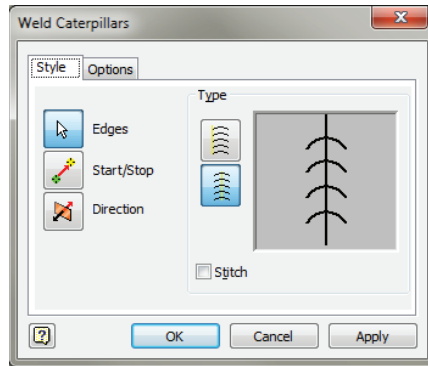 Weld Caterpillars
Style
Options
Type
Edges
Start/Stop
Direction
Stitch
OK
Cancel
Apply